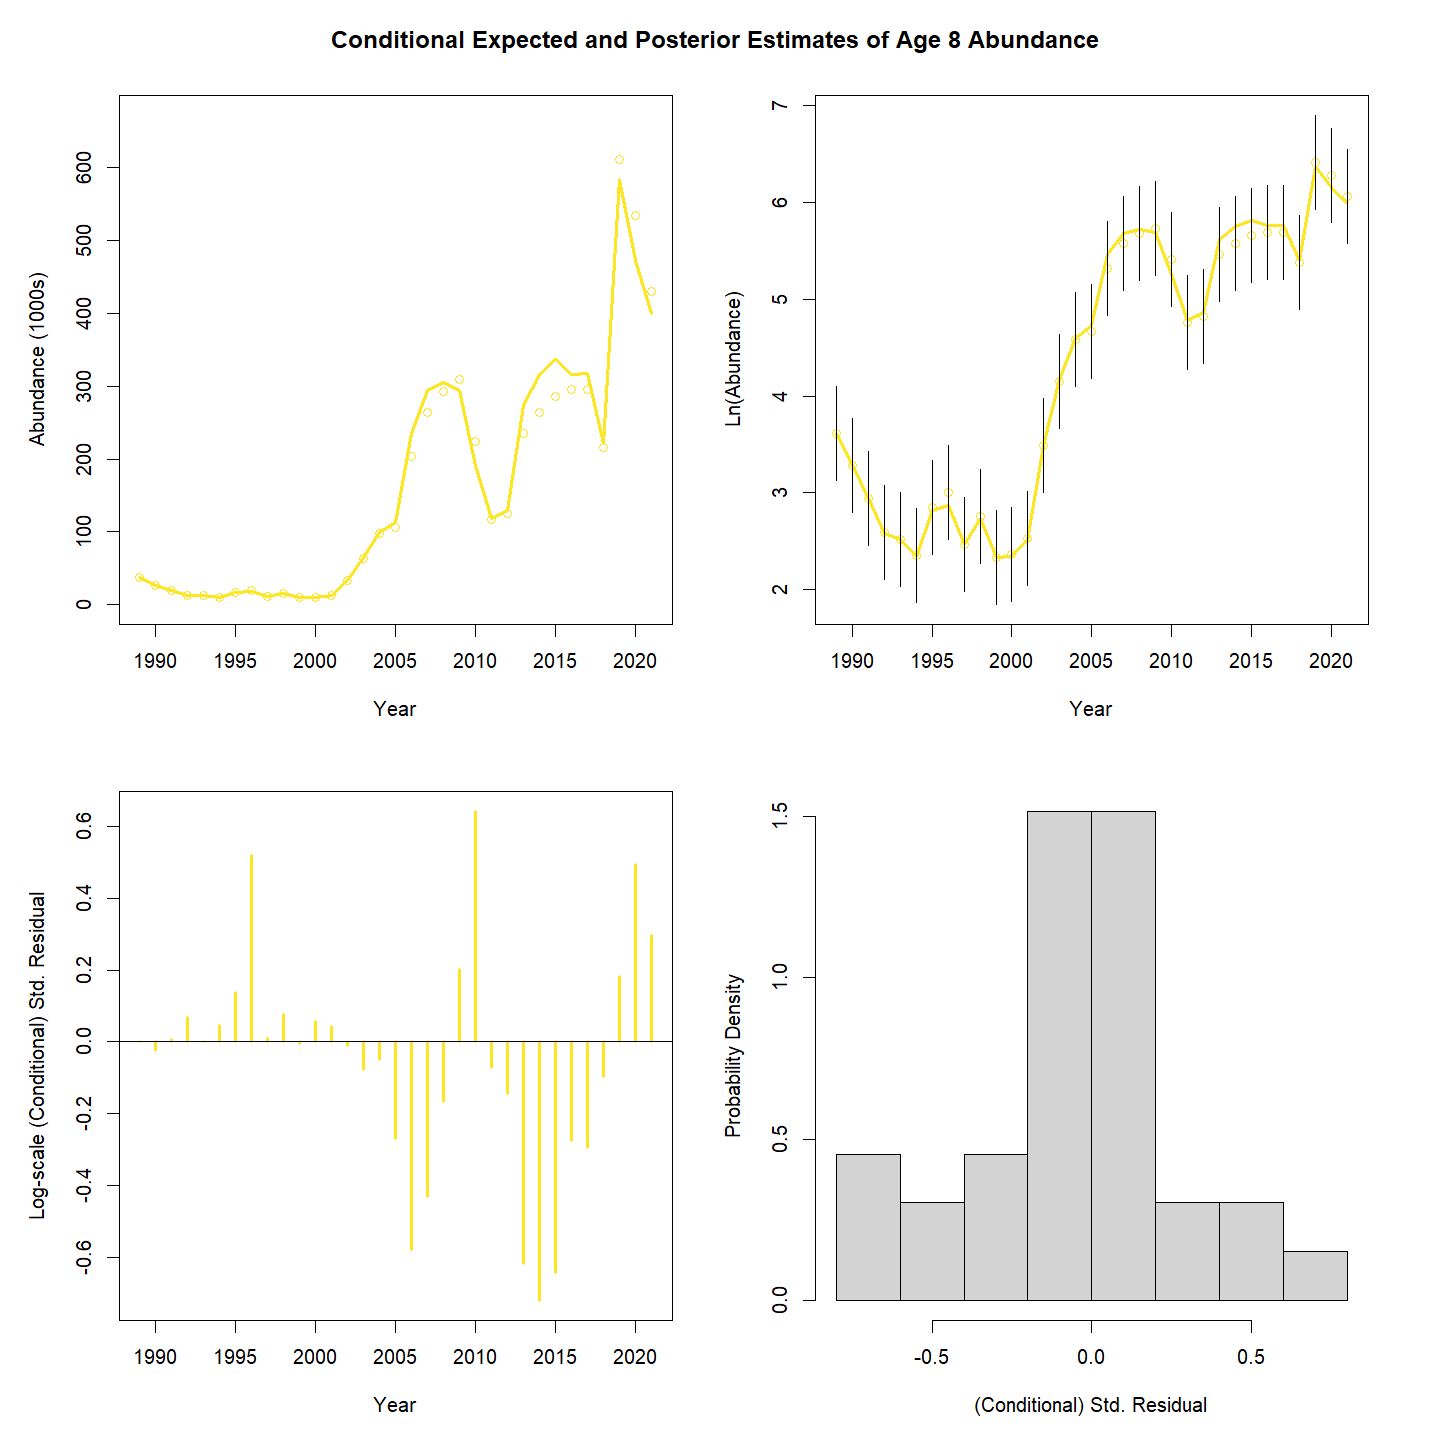 Conditional Expected and Posterior Estimates of Age 8 Abundance
Abundance (1000s)
0 100 200 300 400 500 600
1990 1995 2000 2005 2010 2015 2020
Year
Ln(Abundance)
2 3 4 5 6 7
1990 1995 2000 2005 2010 2015 2020
Year
Log-scale (Conditional) Std. Residual
-0.6 -0.4 -0.2 0.0 0.2 0.4 0.6
1990 1995 2000 2005 2010 2015 2020
Year
Probability Density
0.0 0.5 1.0 1.5
-0.5 0.0 0.5
(Conditional) Std. Residual